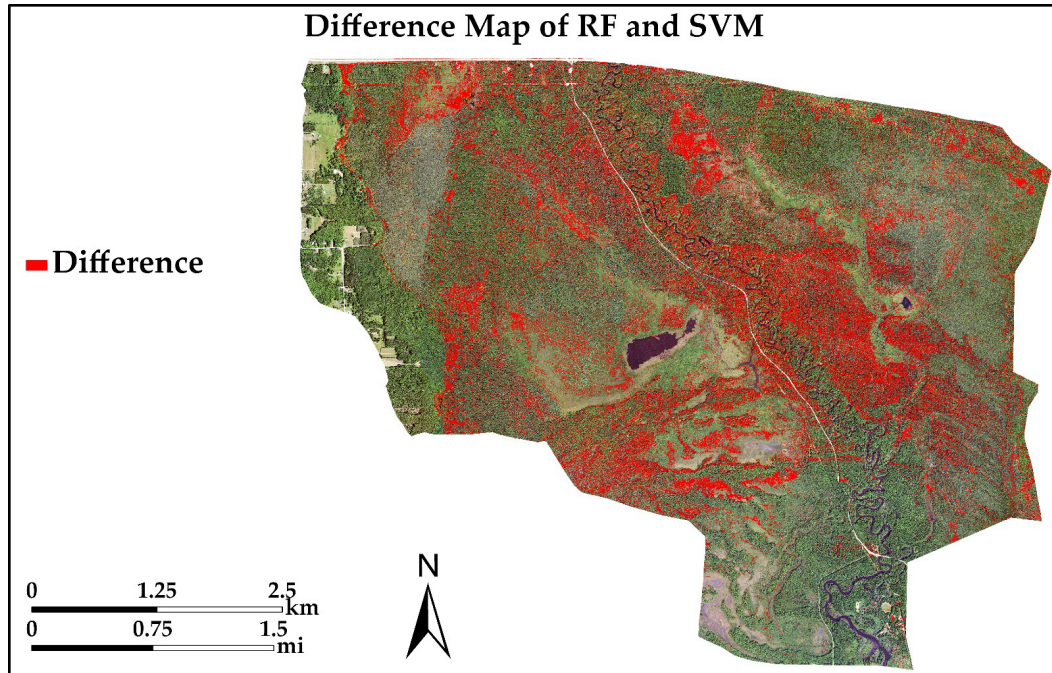 Difference Map of RF and SVM
Difference
N
0 1.25 2.5
km
0 0.75 1.5
mi